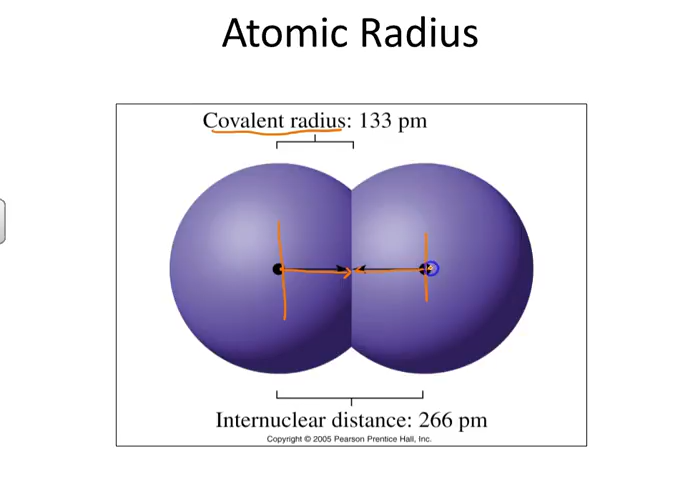 Atomic Radius
Covalent radius: 133 pm
Internuclear distance: 266 pm
Copyright © 2005 Pearson Prentice Hall, Inc.